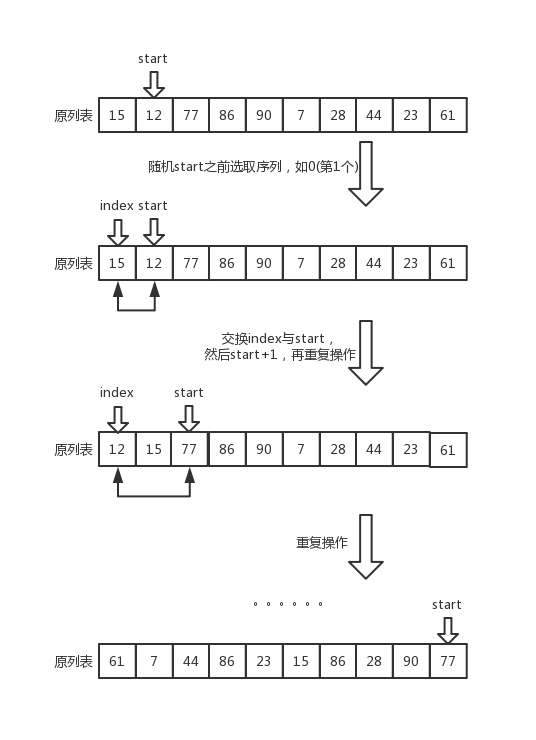 start
原列表 15 12 77 86 90 7 28 44 23 61
随机start之前选取序列，如0(第1个)
index start
原列表 15 12 77 86 90 7 28 44 23 61
交换index与start，
然后start+1，再重复操作
index start
原列表 12 15 77 86 90 7 28 44 23 61
重复操作
。。。。。。
start
原列表 61 7 44 86 23 15 86 28 90 77